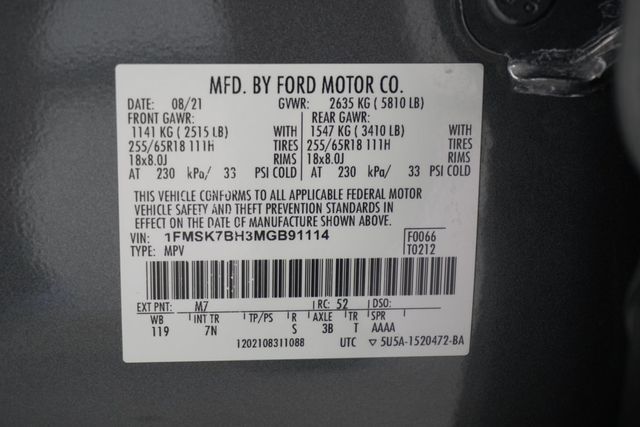 MFD. BY FORD MOTOR CO.
DATE: 08/21 GVWR: 2635 KG ( 5810 LB)
FRONT GAWR: REAR GAWR:
1141 KG ( 2515 LB) WITH 1547 KG ( 3410 LB) WITH
255/65R18 111H TIRES 255/65R18 111H TIRES
18x8.0J RIMS 18x8.0J RIMS
AT 230 kPa/ 33 PSI COLD AT 230 kPa/ 33 PSI COLD
THIS VEHICLE CONFORMS TO ALL APPLICABLE FEDERAL MOTOR
VEHICLE SAFETY AND THEFT PREVENTION STANDARDS IN
EFFECT ON THE DATE OF MANUFACTURE SHOWN ABOVE.
VIN: 1FMSK7BH3MGB91114 F0066
TYPE: MPV T0212
EXT PNT: M7 RC: 52 DSO:
WB INT TR TP/PS R AXLE TR SPR
119 7N S 3B T AAAA
1202108311088 UTC ▽ 5U5A-1520472-BA